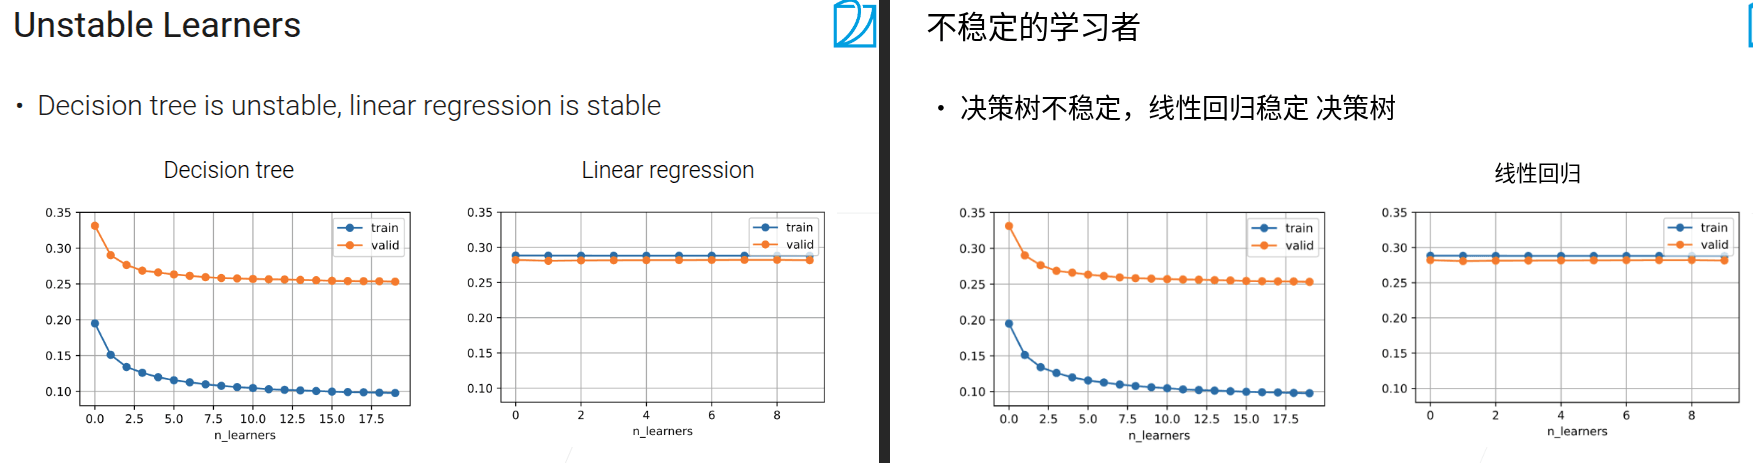 Unstable Learners
• Decision tree is unstable, linear regression is stable
Decision tree
Linear regression
0.35
0.30
0.25
0.20
0.15
0.10
train
valid
0.0 2.5 5.0 7.5 10.0 12.5 15.0 17.5
n_learners
0.35
0.30
0.25
0.20
0.15
0.10
train
valid
0 2 4 6 8
n_learners
不稳定的学习者
• 决策树不稳定，线性回归稳定 决策树
线性回归
0.35
0.30
0.25
0.20
0.15
0.10
train
valid
0.0 2.5 5.0 7.5 10.0 12.5 15.0 17.5
n_learners
0.35
0.30
0.25
0.20
0.15
0.10
train
valid
0 2 4 6 8
n_learners